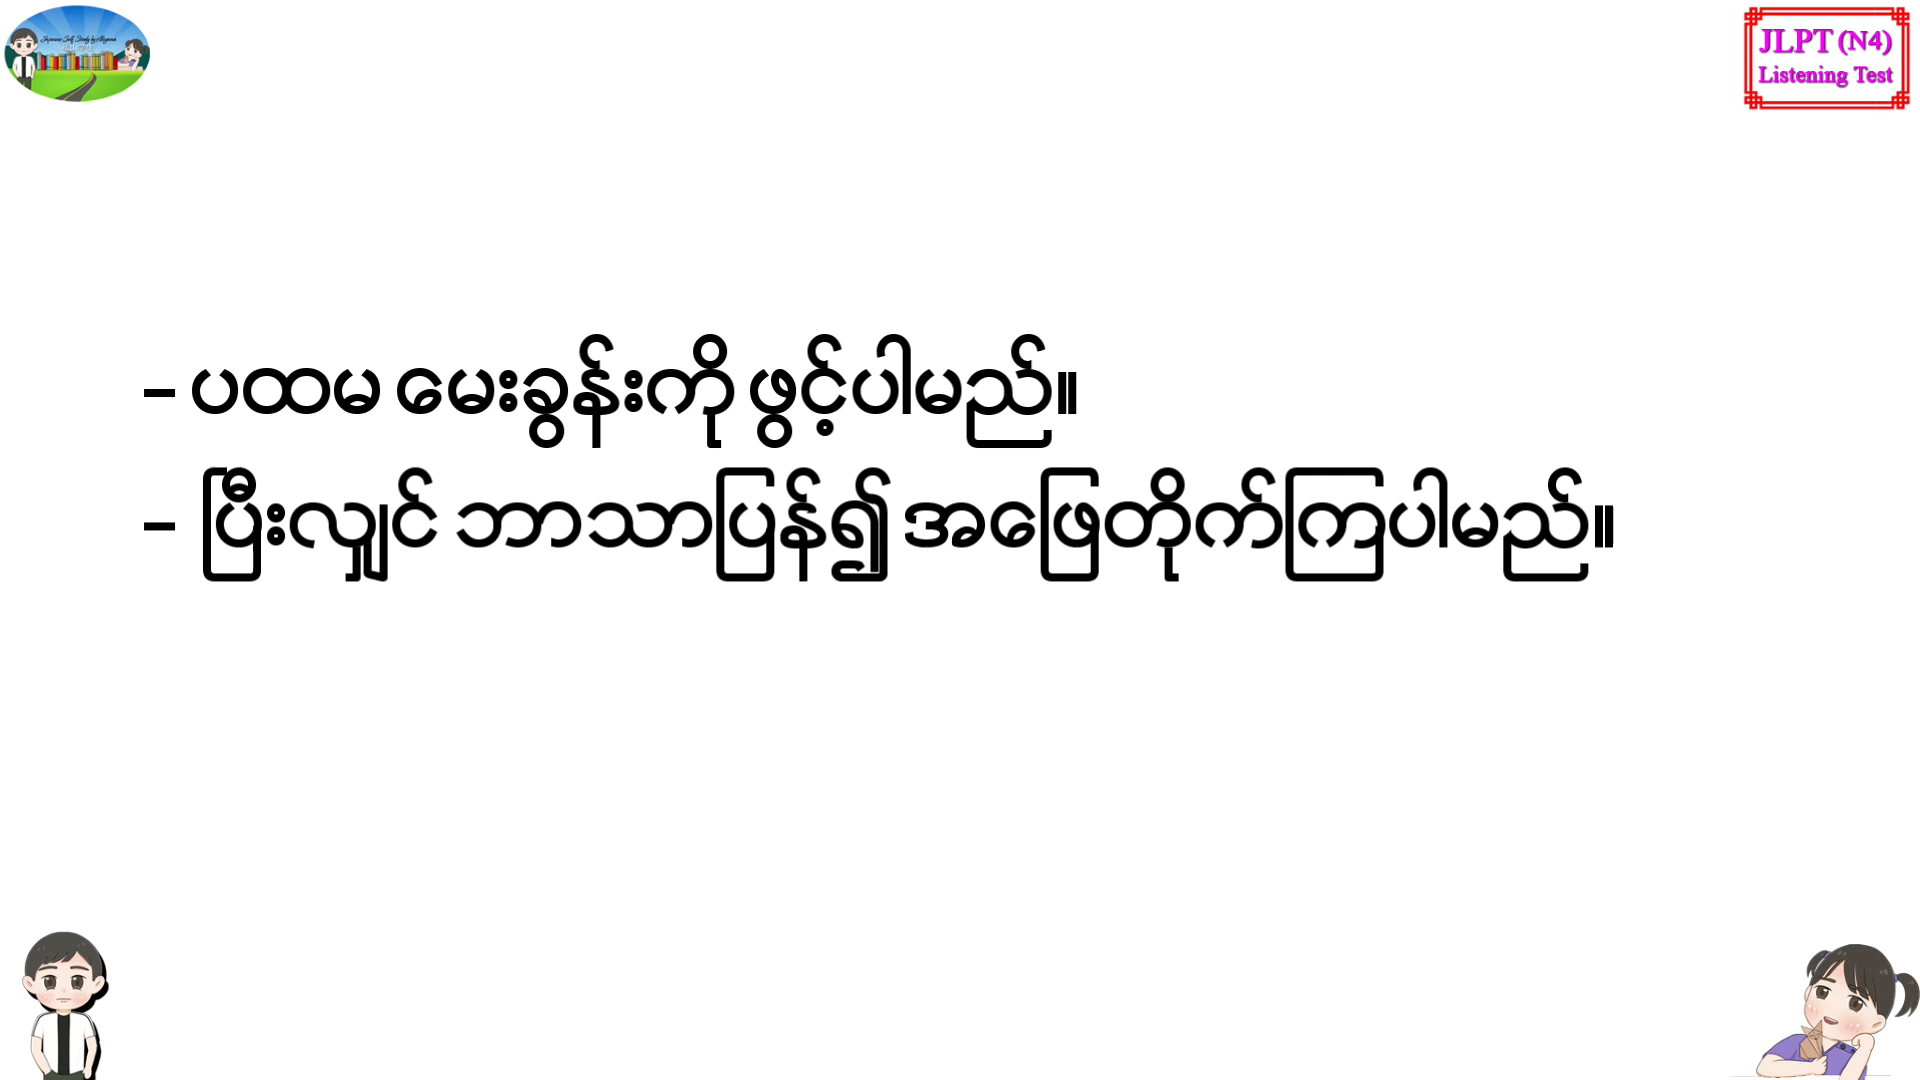 JLPT (N4)
Listening Test
- ပထမ မေးခွန်းကို ဖွင့်ပါမည်။
- ပြီးလျှင် ဘာသာပြန်၍ အဖြေတိုက်ကြပါမည်။